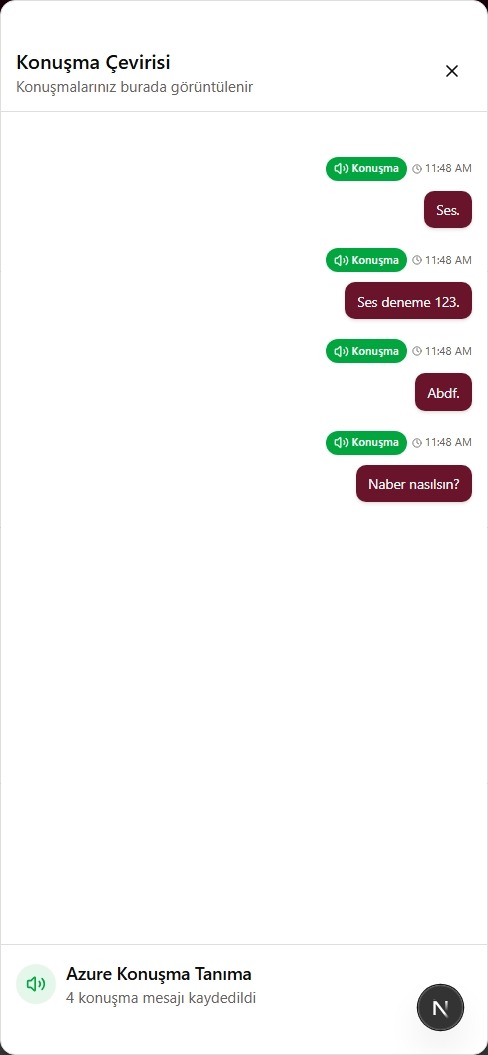 Konuşma Çevirisi
Konuşmalarınız burada görüntülenir
Konuşma 11:48 AM
Ses.
Konuşma 11:48 AM
Ses deneme 123.
Konuşma 11:48 AM
Abdf.
Konuşma 11:48 AM
Naber nasılsın?
Azure Konuşma Tanıma
4 konuşma mesajı kaydedildi
N